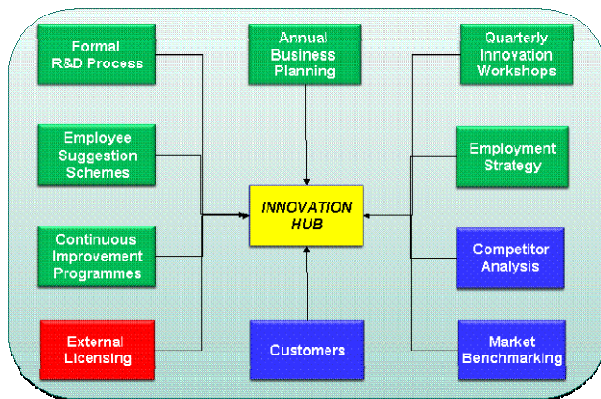 Formal
R&D Process
Annual
Business
Planning
Quarterly
Innovation
Workshops
Employee
Suggestion
Schemes
Employment
Strategy
INNOVATION
HUB
Continuous
Improvement
Programmes
Competitor
Analysis
External
Licensing
Customers
Market
Benchmarking